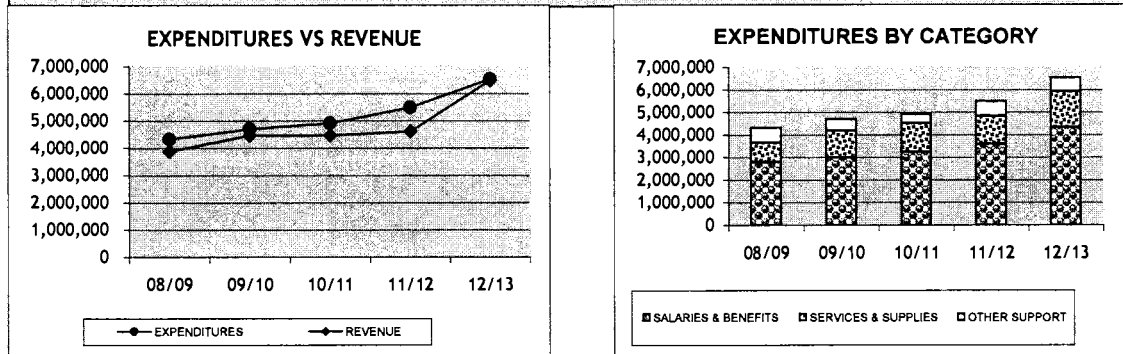 EXPENDITURES VS REVENUE
7,000,000
6,000,000
5,000,000
4,000,000
3,000,000
2,000,000
1,000,000
0
08/09 09/10 10/11 11/12 12/13
EXPENDITURES REVENUE
EXPENDITURES BY CATEGORY
7,000,000
6,000,000
5,000,000
4,000,000
3,000,000
2,000,000
1,000,000
0
08/09 09/10 10/11 11/12 12/13
SALARIES & BENEFITS SERVICES & SUPPLIES OTHER SUPPORT